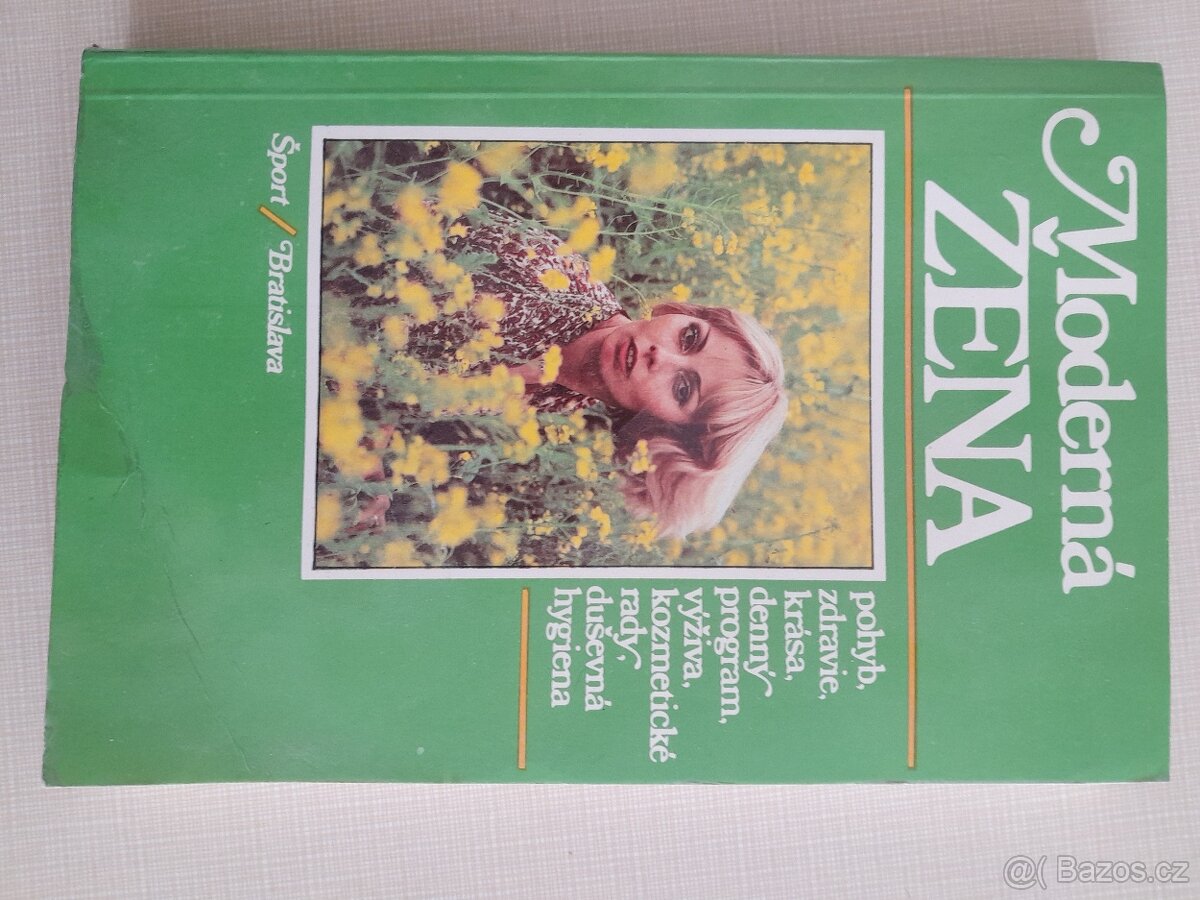 Moderná
ŽENA
pohyb,
zdravie,
krása,
denný
program,
výživa,
kozmetické
rady,
duševná
hygiena
Šport / Bratislava
@( Bazos.cz